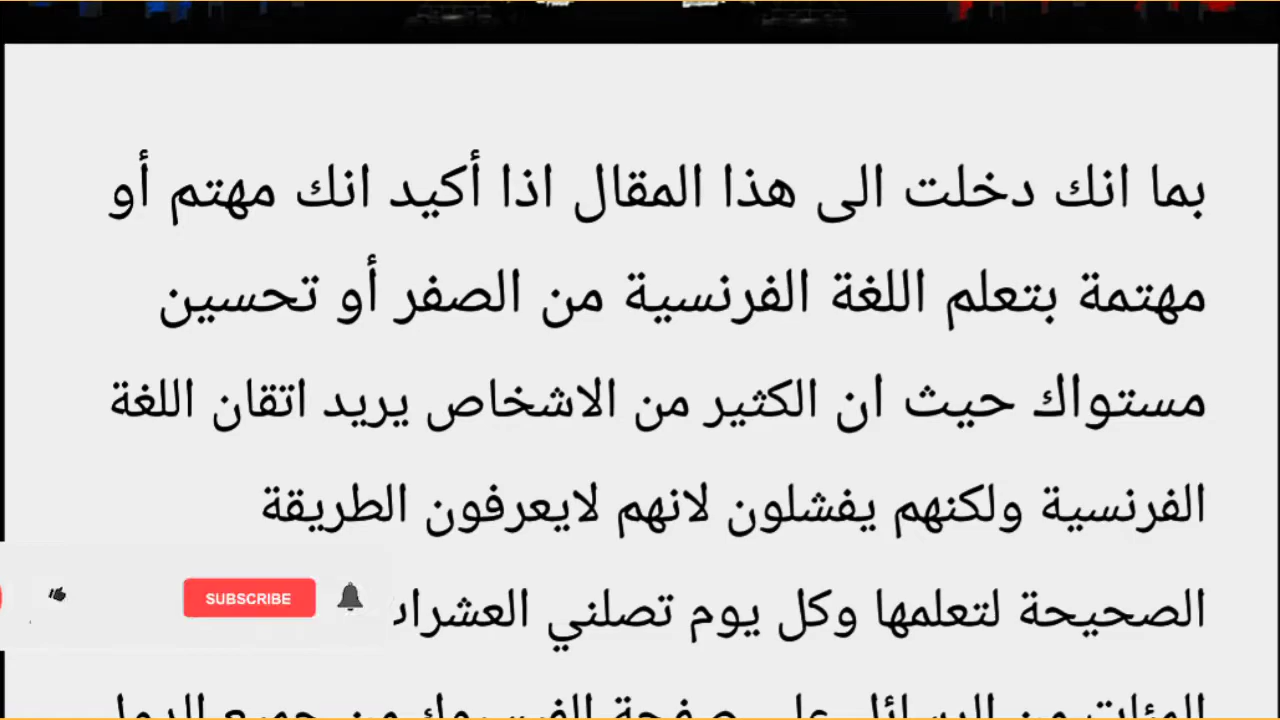 بما انك دخلت الى هذا المقال اذا أكيد انك مهتم أو
مهتمة بتعلم اللغة الفرنسية من الصفر أو تحسين
مستواك حيث ان الكثير من الاشخاص يريد اتقان اللغة
الفرنسية ولكنهم يفشلون لانهم لايعرفون الطريقة
الصحيحة لتعلمها وكل يوم تصلني
SUBSCRIBE